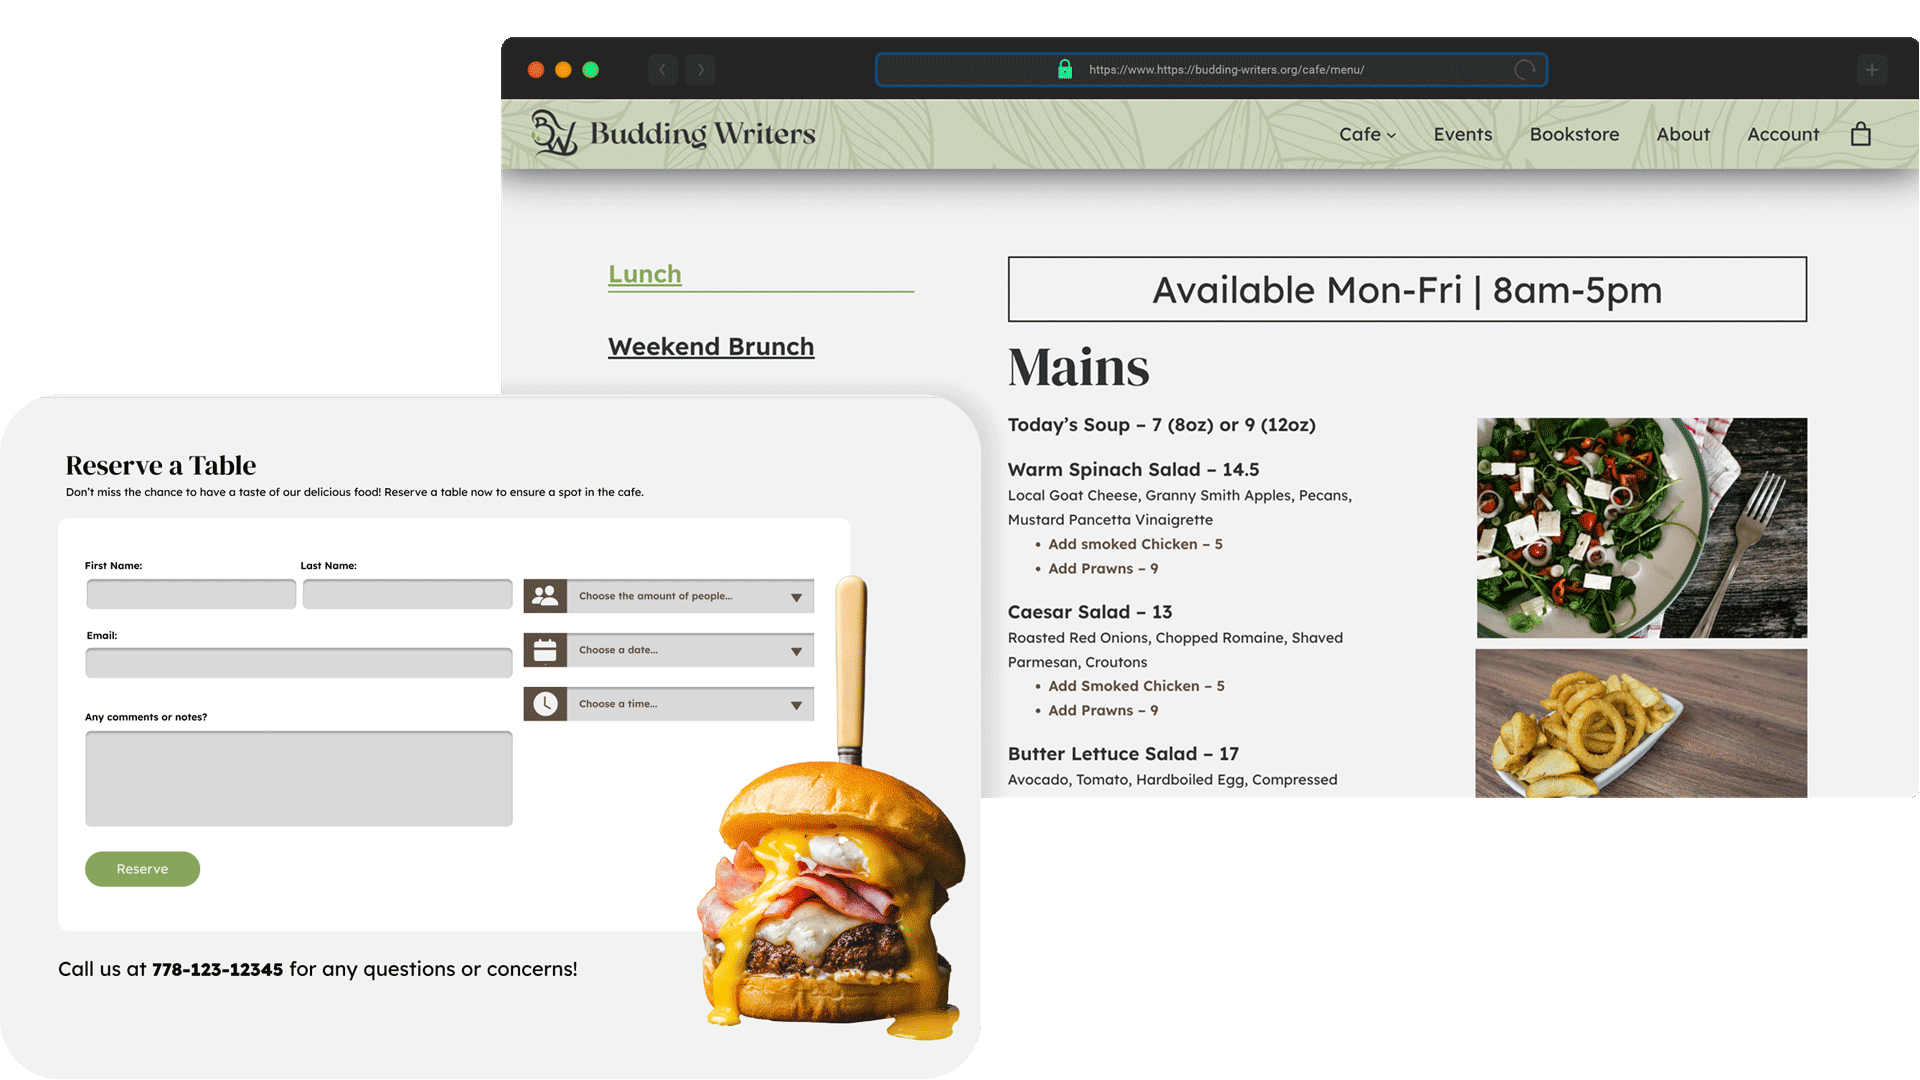 https://www.https://budding-writers.org/cafe/menu/
BW Budding Writers
Cafe Events Bookstore About Account
Lunch
Weekend Brunch
Available Mon-Fri | 8am-5pm
Mains
Today's Soup – 7 (8oz) or 9 (12oz)
Warm Spinach Salad – 14.5
Local Goat Cheese, Granny Smith Apples, Pecans,
Mustard Pancetta Vinaigrette
• Add smoked Chicken – 5
• Add Prawns – 9
Caesar Salad – 13
Roasted Red Onions, Chopped Romaine, Shaved
Parmesan, Croutons
• Add Smoked Chicken – 5
• Add Prawns – 9
Butter Lettuce Salad – 17
Avocado, Tomato, Hardboiled Egg, Compressed
Reserve a Table
Don't miss the chance to have a taste of our delicious food! Reserve a table now to ensure a spot in the cafe.
First Name: Last Name:
Choose the amount of people...
Email:
Choose a date...
Choose a time...
Any comments or notes?
Reserve
Call us at 778-123-12345 for any questions or concerns!